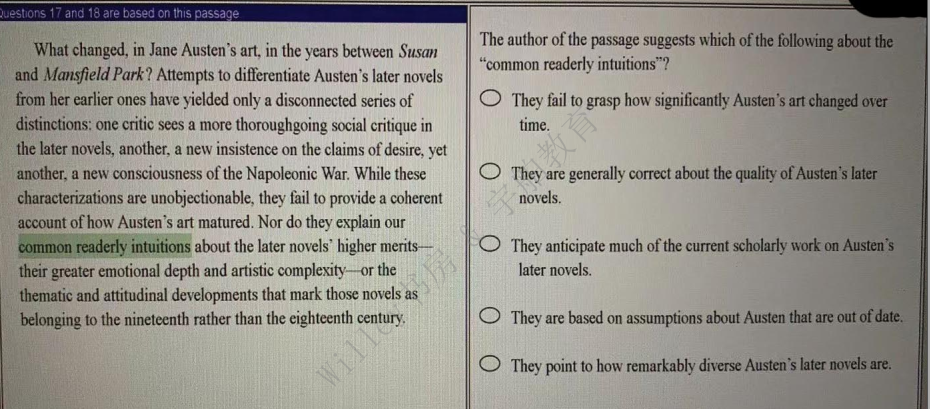 Questions 17 and 18 are based on this passage
What changed, in Jane Austen's art, in the years between Susan
and Mansfield Park? Attempts to differentiate Austen's later novels
from her earlier ones have yielded only a disconnected series of
distinctions: one critic sees a more thoroughgoing social critique in
the later novels, another, a new insistence on the claims of desire, yet
another, a new consciousness of the Napoleonic War. While these
characterizations are unobjectionable, they fail to provide a coherent
account of how Austen's art matured. Nor do they explain our
common readerly intuitions about the later novels' higher merits—
their greater emotional depth and artistic complexity—or the
thematic and attitudinal developments that mark those novels as
belonging to the nineteenth rather than the eighteenth century.
The author of the passage suggests which of the following about the
"common readerly intuitions"?
They fail to grasp how significantly Austen's art changed over
time.
They are generally correct about the quality of Austen's later
novels.
They anticipate much of the current scholarly work on Austen's
later novels.
They are based on assumptions about Austen that are out of date.
They point to how remarkably diverse Austen's later novels are.